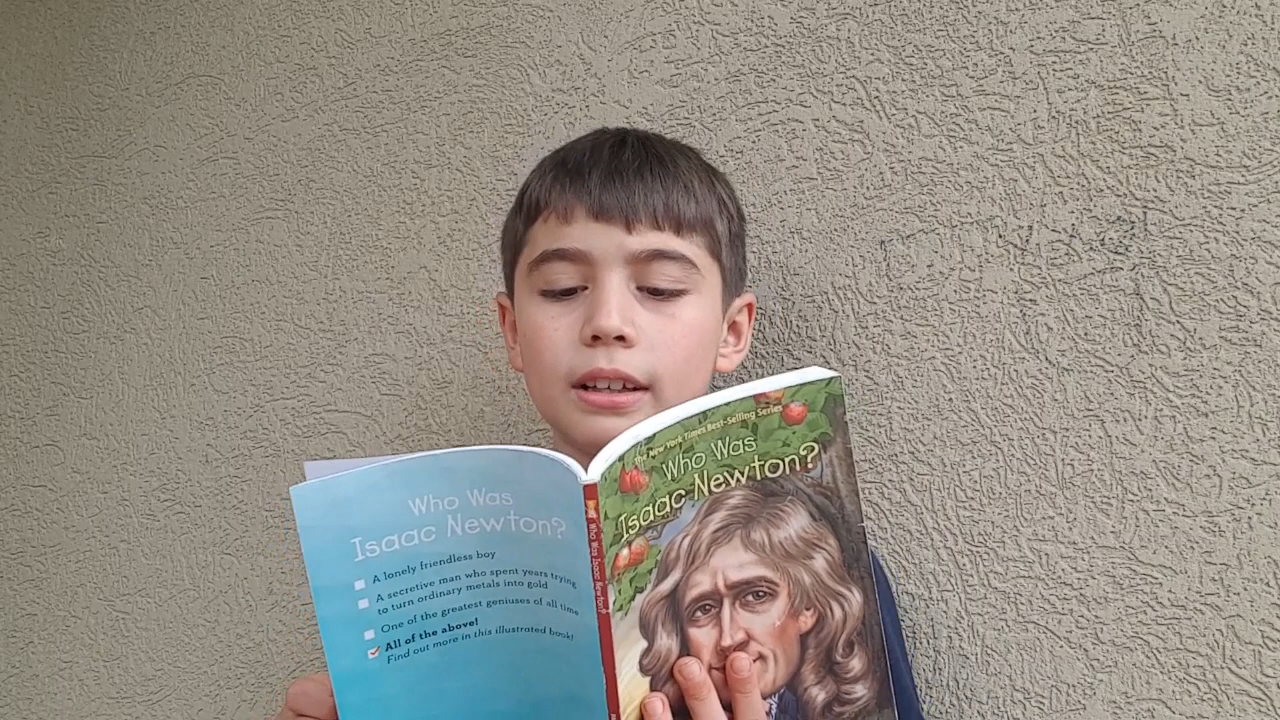 Who Was
Isaac Newton?
A lonely friendless boy
A secretive man who spent years trying
to turn ordinary metals into gold
One of the greatest geniuses of all time
All of the above!
Find out more in this illustrated book!
Who Was Isaac Newton?
The New York Times Best-Selling Series
Who Was
Isaac Newton?